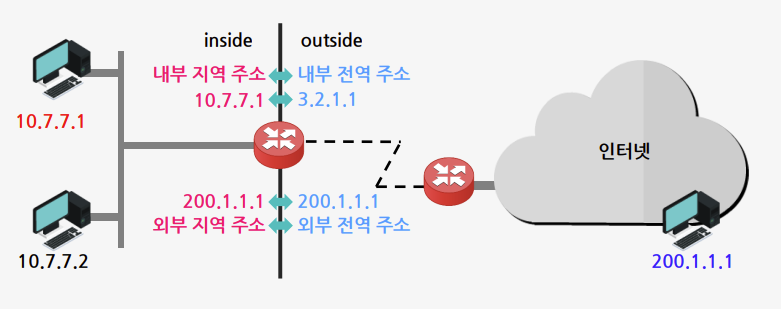 inside outside
내부 지역 주소 내부 전역 주소
10.7.7.1 3.2.1.1
10.7.7.1
인터넷
200.1.1.1 200.1.1.1
외부 지역 주소 외부 전역 주소
10.7.7.2
200.1.1.1